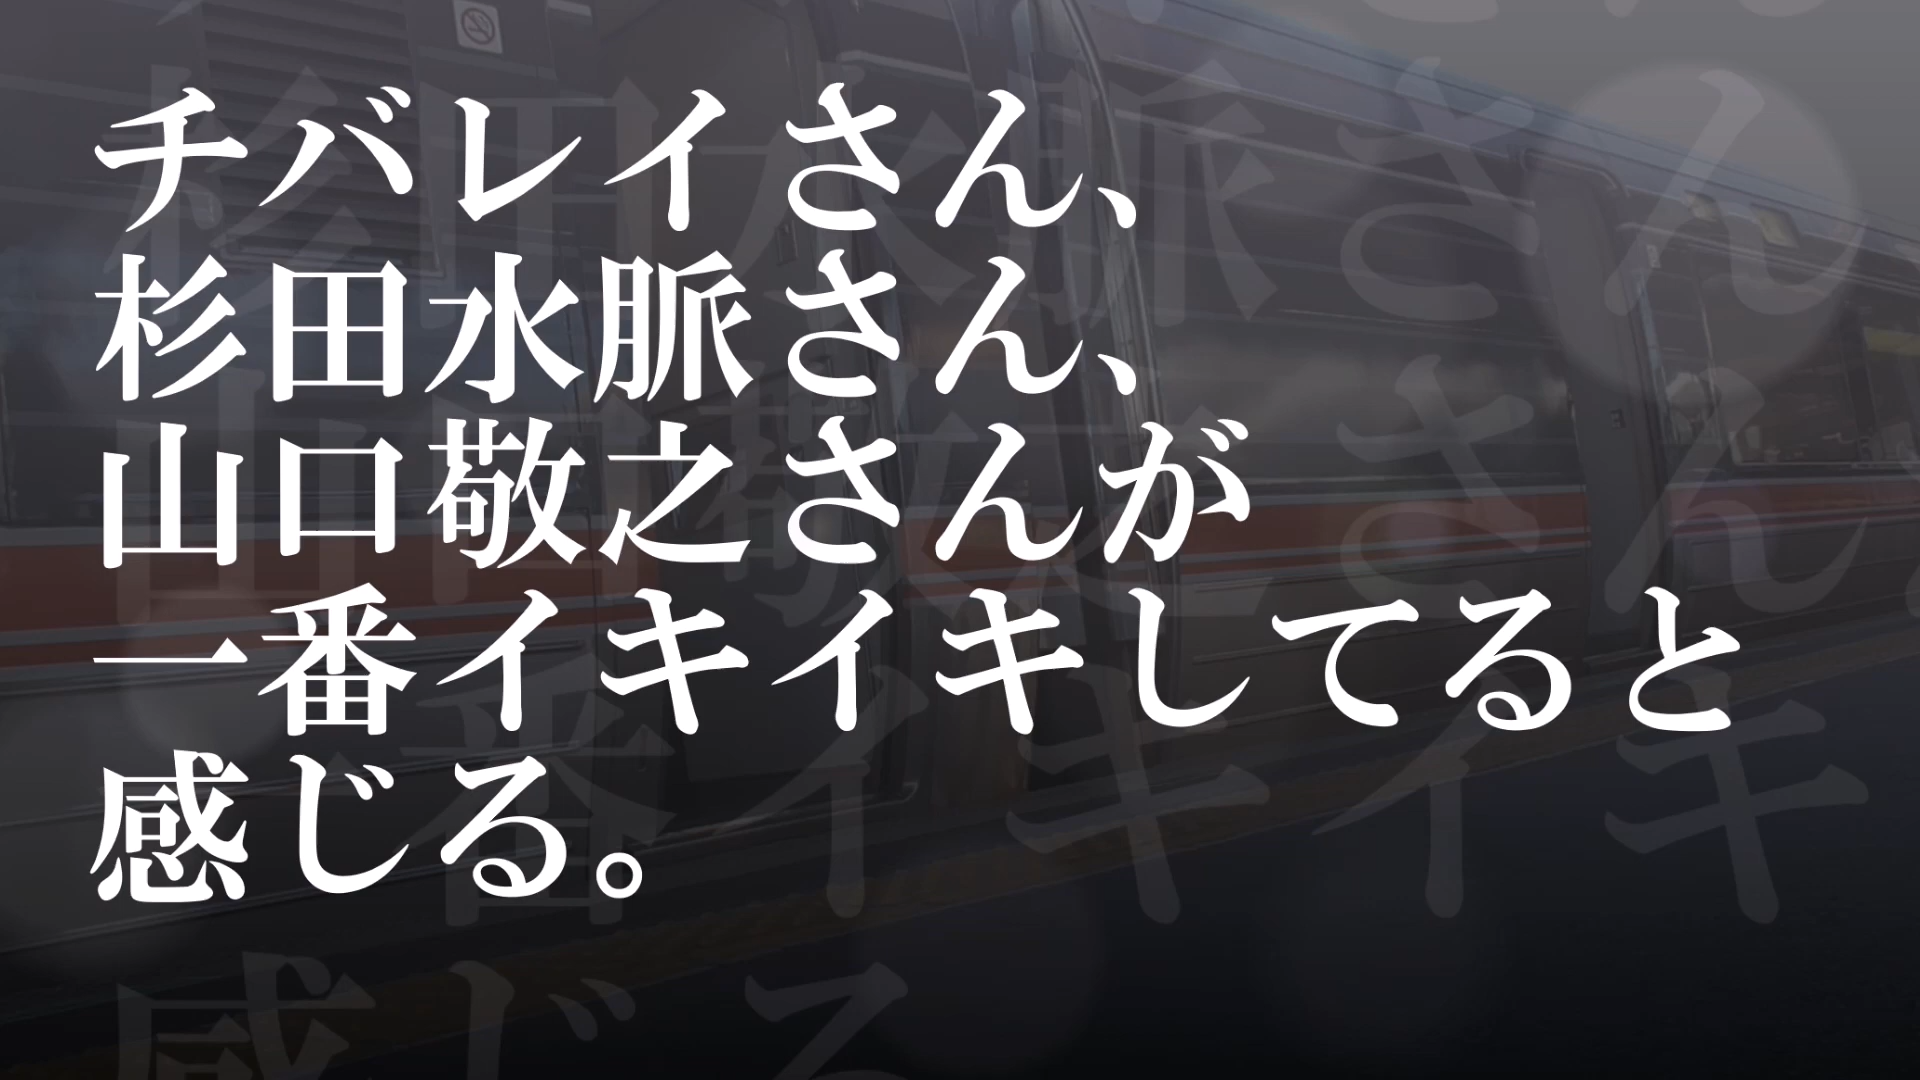 チバレイさん、
杉田水脈さん、
山口敬之さんが
一番イキイキしてると
感じる。